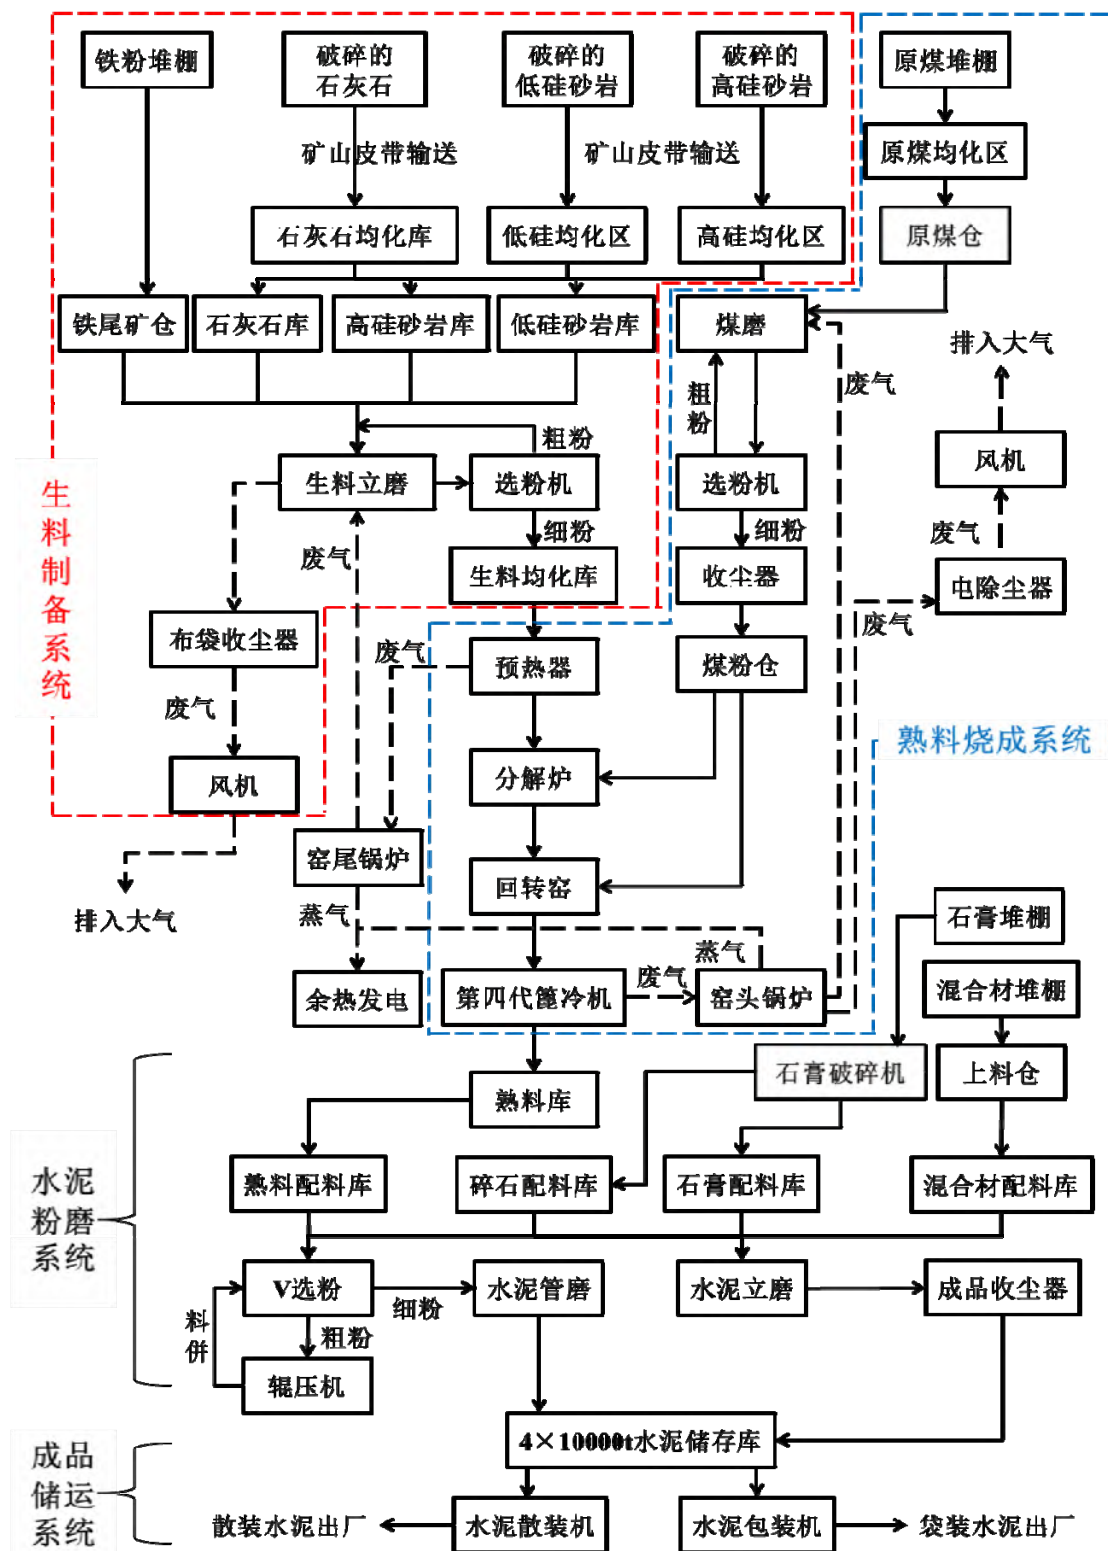 铁粉堆棚
破碎的
石灰石
破碎的
低硅砂岩
破碎的
高硅砂岩
原煤堆棚
矿山皮带输送
矿山皮带输送
原煤均化区
石灰石均化库
低硅均化区
高硅均化区
原煤仓
铁尾矿仓
石灰石库
高硅砂岩库
低硅砂岩库
煤磨
排入大气
废气
粗
粉
粗粉
生料立磨
选粉机
选粉机
风机
生
料
制
备
系
统
细粉
细粉
废气
废气
生料均化库
收尘器
电除尘器
废气
布袋收尘器
废气
预热器
煤粉仓
废气
熟料烧成系统
风机
分解炉
窑尾锅炉
回转窑
排入大气
蒸气
石膏堆棚
蒸气
余热发电
第四代篦冷机
废气
窑头锅炉
混合材堆棚
熟料库
石膏破碎机
上料仓
水泥
粉磨
系统
熟料配料库
碎石配料库
石膏配料库
混合材配料库
V选粉
细粉
水泥管磨
水泥立磨
成品收尘器
料
併
粗粉
辊压机
成品
储运
系统
4×10000t水泥储存库
散装水泥出厂
水泥散装机
水泥包装机
袋装水泥出厂